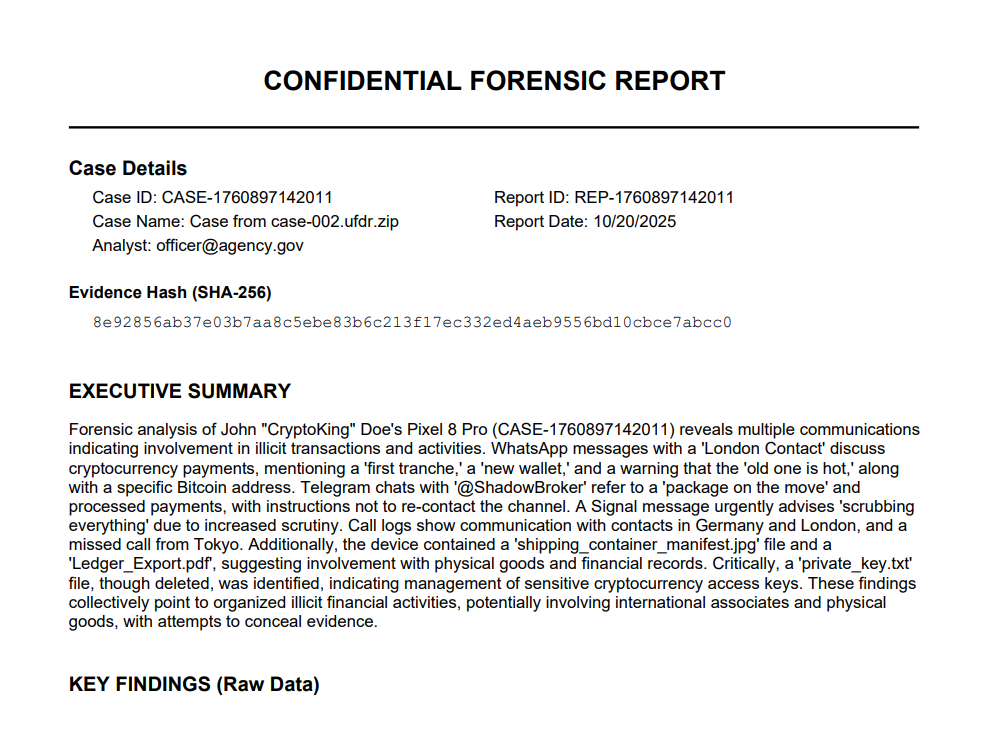 CONFIDENTIAL FORENSIC REPORT
Case Details
Case ID: CASE-1760897142011
Report ID: REP-1760897142011
Case Name: Case from case-002.ufdr.zip
Report Date: 10/20/2025
Analyst: officer@agency.gov
Evidence Hash (SHA-256)
8e92856ab37e03b7aa8c5ebe83b6c213f17ec332ed4aeb9556bd10cbce7abcc0
EXECUTIVE SUMMARY
Forensic analysis of John "CryptoKing" Doe's Pixel 8 Pro (CASE-1760897142011) reveals multiple communications
indicating involvement in illicit transactions and activities. WhatsApp messages with a 'London Contact' discuss
cryptocurrency payments, mentioning a 'first tranche,' a 'new wallet,' and a warning that the 'old one is hot,' along
with a specific Bitcoin address. Telegram chats with '@ShadowBroker' refer to a 'package on the move' and
processed payments, with instructions not to re-contact the channel. A Signal message urgently advises 'scrubbing
everything' due to increased scrutiny. Call logs show communication with contacts in Germany and London, and a
missed call from Tokyo. Additionally, the device contained a 'shipping_container_manifest.jpg' file and a
'Ledger_Export.pdf', suggesting involvement with physical goods and financial records. Critically, a 'private_key.txt'
file, though deleted, was identified, indicating management of sensitive cryptocurrency access keys. These findings
collectively point to organized illicit financial activities, potentially involving international associates and physical
goods, with attempts to conceal evidence.
KEY FINDINGS (Raw Data)